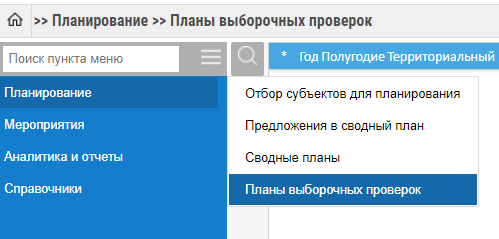 >> Планирование >> Планы выборочных проверок
Поиск пункта меню
* Год Полугодие Территориальный
Планирование
Мероприятия
Аналитика и отчеты
Справочники
Отбор субъектов для планирования
Предложения в сводный план
Сводные планы
Планы выборочных проверок